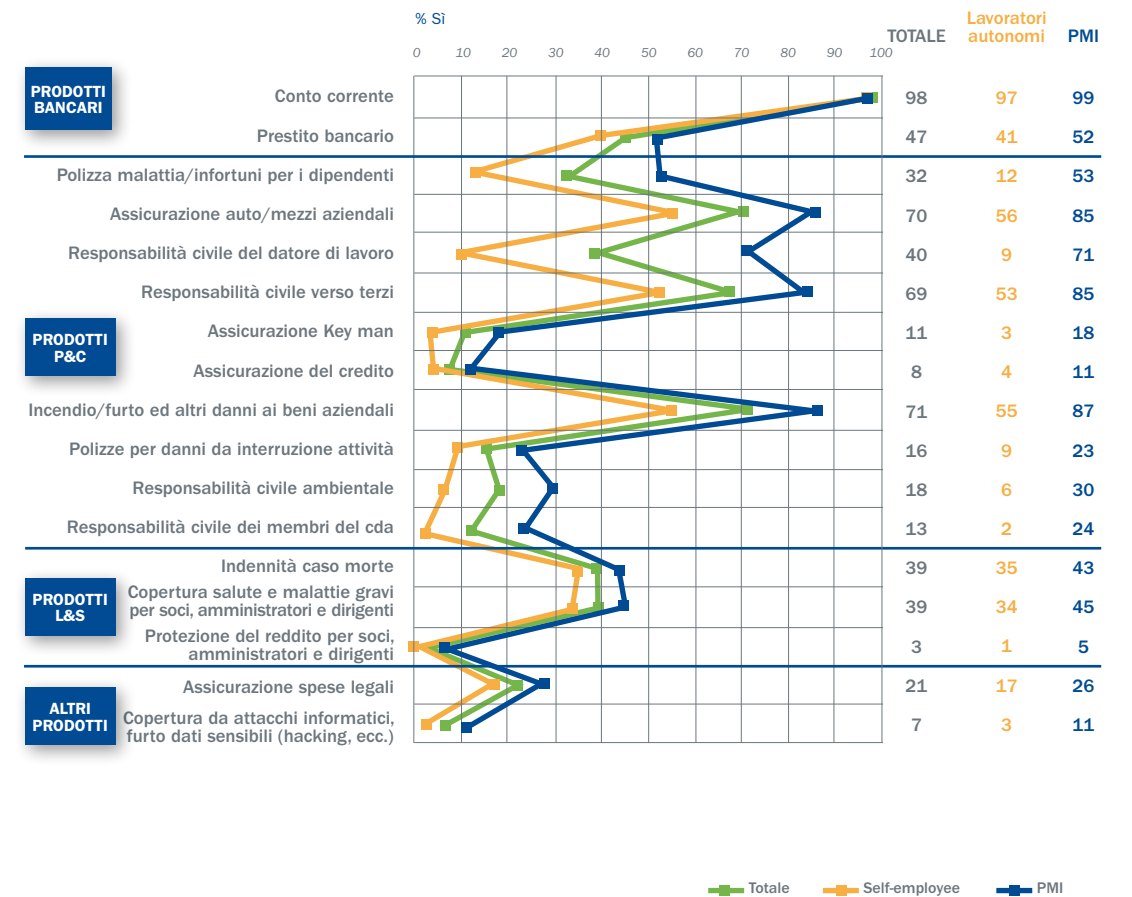 % Sì
TOTALE
Lavoratori
autonomi
PMI
0 10 20 30 40 50 60 70 80 90 100
PRODOTTI
BANCARI
Conto corrente 98 97 99
Prestito bancario 47 41 52
Polizza malattia/infortuni per i dipendenti 32 12 53
Assicurazione auto/mezzi aziendali 70 56 85
Responsabilità civile del datore di lavoro 40 9 71
Responsabilità civile verso terzi 69 53 85
PRODOTTI
P&C
Assicurazione Key man 11 3 18
Assicurazione del credito 8 4 11
Incendio/furto ed altri danni ai beni aziendali 71 55 87
Polizze per danni da interruzione attività 16 9 23
Responsabilità civile ambientale 18 6 30
Responsabilità civile dei membri del cda 13 2 24
Indennità caso morte 39 35 43
PRODOTTI
L&S
Copertura salute e malattie gravi
per soci, amministratori e dirigenti 39 34 45
Protezione del reddito per soci,
amministratori e dirigenti 3 1 5
Assicurazione spese legali 21 17 26
ALTRI
PRODOTTI
Copertura da attacchi informatici,
furto dati sensibili (hacking, ecc.) 7 3 11
Totale Self-employee PMI